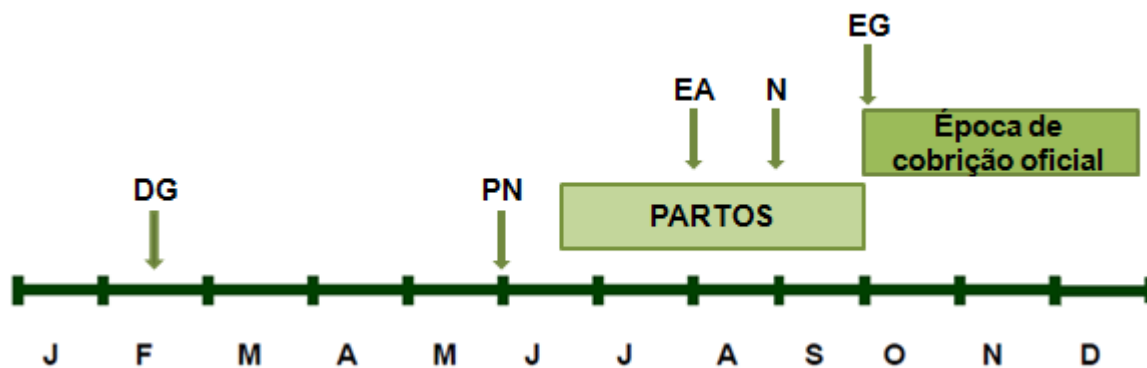 EG
EA N
Época de
cobrição oficial
DG PN
PARTOS
J F M A M J J A S O N D